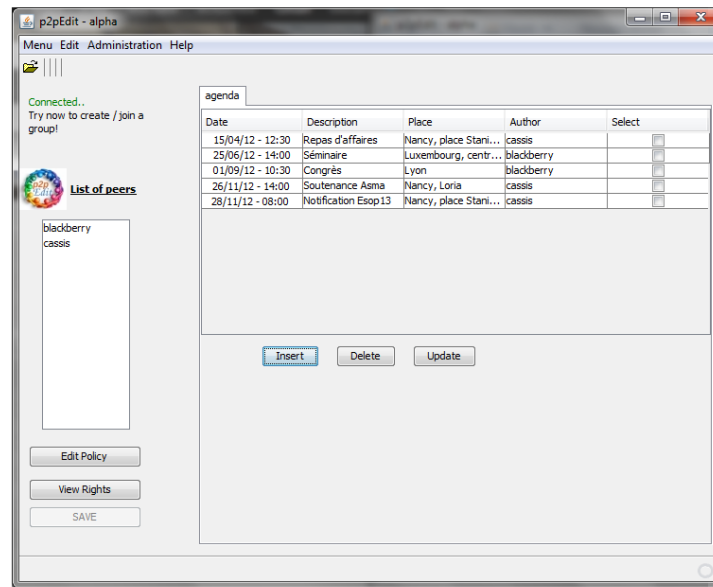 p2pEdit - alpha
Menu Edit Administration Help
Connected..
Try now to create / join a
group!
p2p
Edit
List of peers
blackberry
cassis
Edit Policy
View Rights
SAVE
agenda
Date Description Place Author Select
15/04/12 - 12:30 Repas d'affaires Nancy, place Stani... cassis
25/06/12 - 14:00 Séminaire Luxembourg, centr... blackberry
01/09/12 - 10:30 Congrès Lyon blackberry
26/11/12 - 14:00 Soutenance Asma Nancy, Loria cassis
28/11/12 - 08:00 Notification Esop13 Nancy, place Stani... cassis
Insert Delete Update